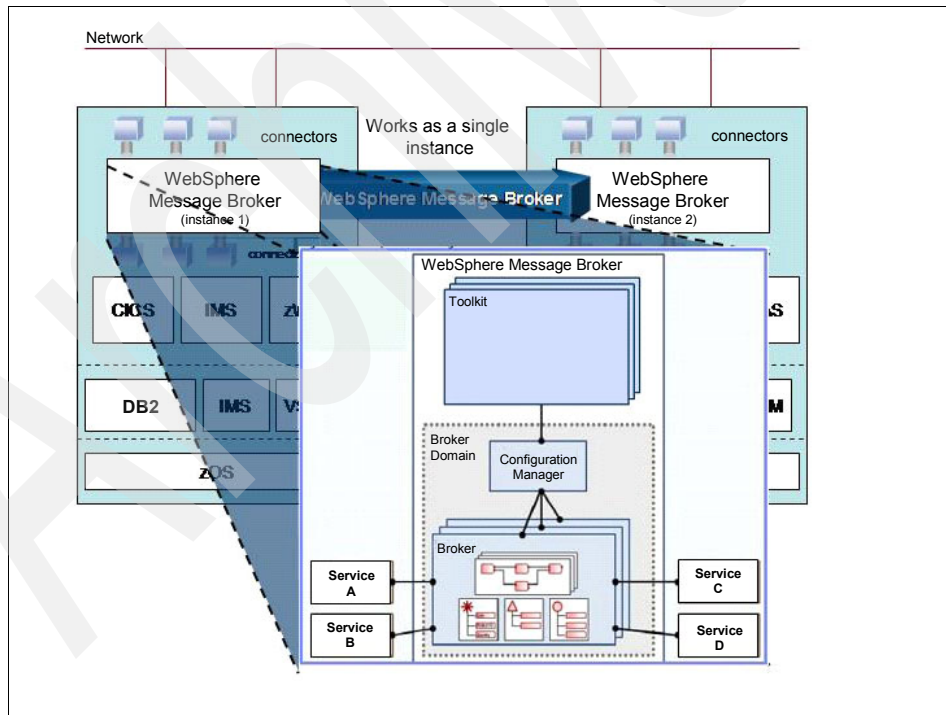 Network
connectors
Works as a single
instance
connectors
WebSphere
Message Broker
(instance 1)
WebSphere Message Broker
WebSphere
Message Broker
(instance 2)
WebSphere Message Broker
Toolkit
CICS
IMS
DB2
IMS
zOS
Broker
Domain
Configuration
Manager
Broker
Service
A
Service
B
Service
C
Service
D